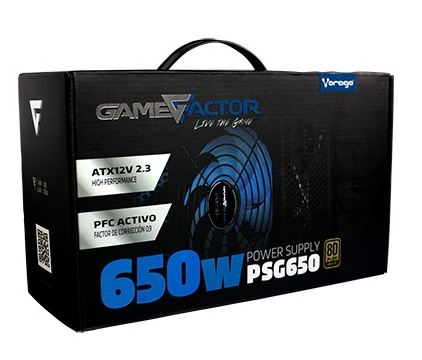 Vorago
GAMEFACTOR
LIVE THE GAME
ATX12V 2.3
HIGH PERFORMANCE
PFC ACTIVO
FACTOR DE CORRECCIÓN 0.9
650W
POWER SUPPLY
PSG650
80